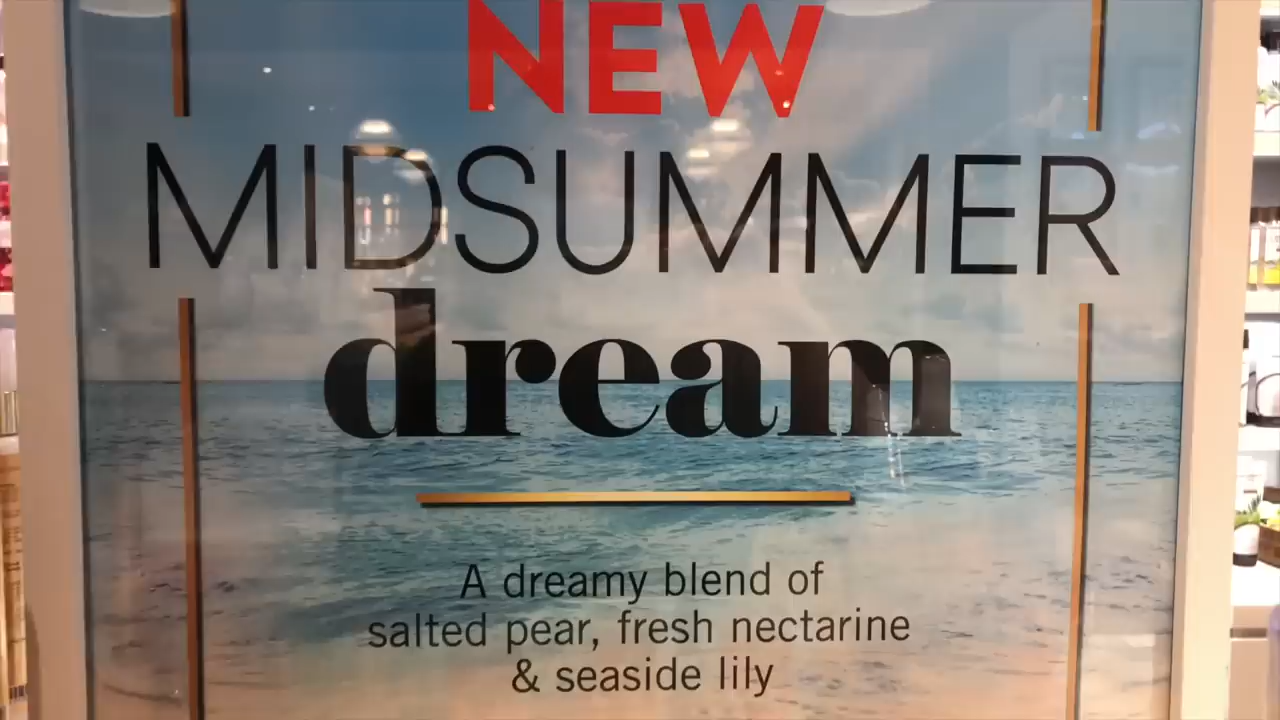 NEW
MIDSUMMER
dream
A dreamy blend of
salted pear, fresh nectarine
& seaside lily